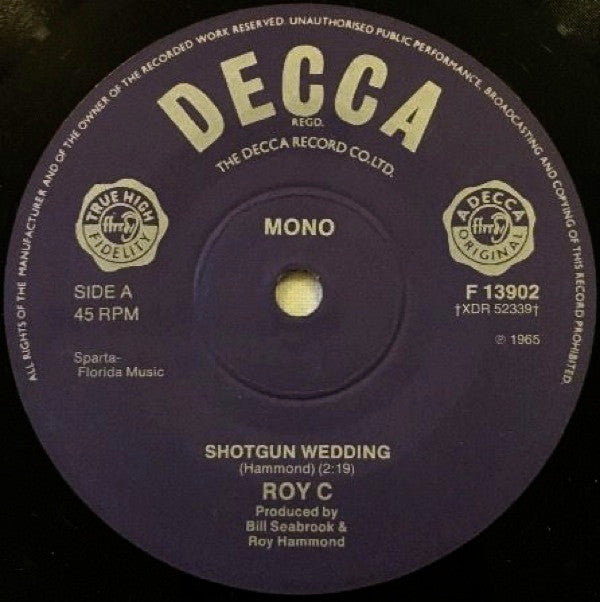 ALL RIGHTS OF THE MANUFACTURER AND OF THE OWNER OF THE RECORDED WORK RESERVED. UNAUTHORISED PUBLIC PERFORMANCE, BROADCASTING AND COPYING OF THIS RECORD PROHIBITED.
DECCA
REGD.
THE DECCA RECORD CO.LTD.
TRUE HIGH
ffrr
FIDELITY
MONO
A DECCA
ffrr
ORIGINAL
SIDE A
45 RPM
F 13902
†XDR 52339†
℗ 1965
Sparta-
Florida Music
SHOTGUN WEDDING
(Hammond) (2:19)
ROY C
Produced by
Bill Seabrook &
Roy Hammond